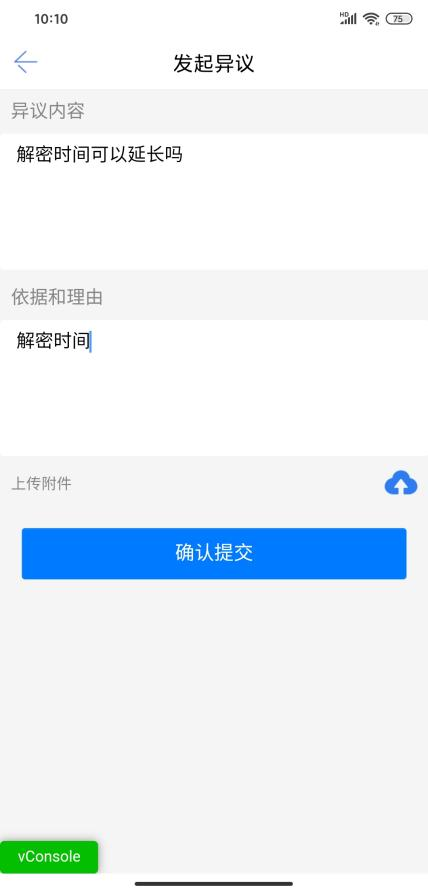 10:10
HD
75
发起异议
异议内容
解密时间可以延长吗
依据和理由
解密时间
上传附件
确认提交
vConsole